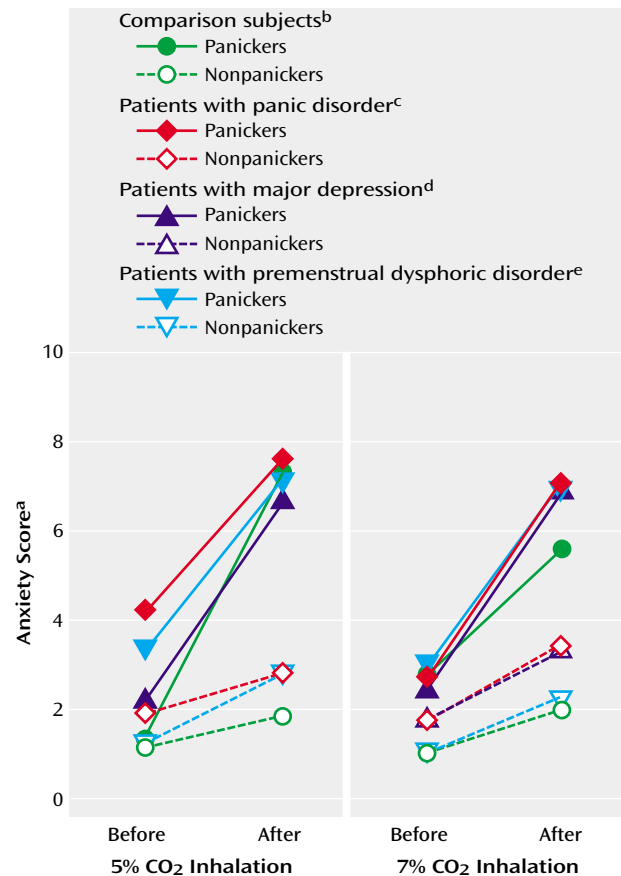 Comparison subjectsᵇ
Panickers
Nonpanickers
Patients with panic disorderᶜ
Panickers
Nonpanickers
Patients with major depressionᵈ
Panickers
Nonpanickers
Patients with premenstrual dysphoric disorderᵉ
Panickers
Nonpanickers
Anxiety Scoreᵃ
10
8
6
4
2
0
Before After Before After
5% CO₂ Inhalation 7% CO₂ Inhalation